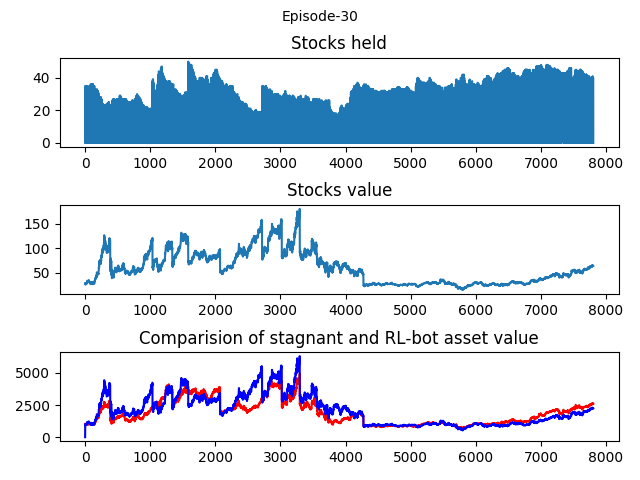 Episode-30
Stocks held
40
20
0
0 1000 2000 3000 4000 5000 6000 7000 8000
Stocks value
150
100
50
0 1000 2000 3000 4000 5000 6000 7000 8000
Comparision of stagnant and RL-bot asset value
5000
2500
0
0 1000 2000 3000 4000 5000 6000 7000 8000